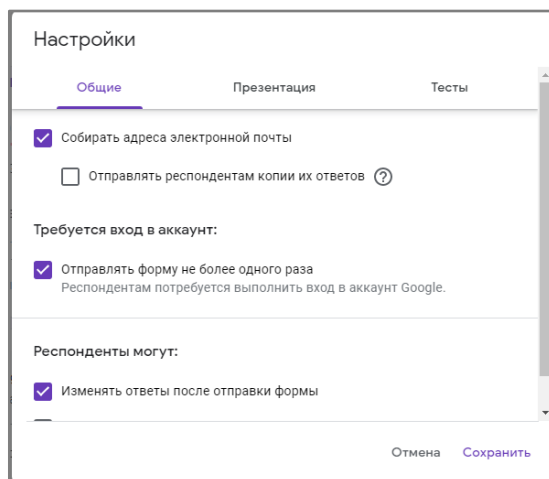 Настройки
Общие Презентация Тесты
Собирать адреса электронной почты
Отправлять респондентам копии их ответов ?
Требуется вход в аккаунт:
Отправлять форму не более одного раза
Респондентам потребуется выполнить вход в аккаунт Google.
Респонденты могут:
Изменять ответы после отправки формы
Отмена Сохранить